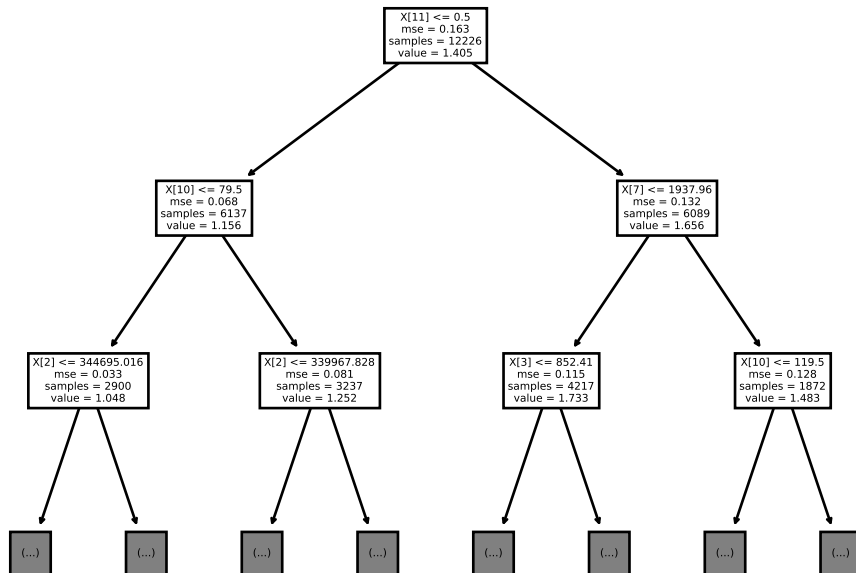 X[11] <= 0.5
mse = 0.163
samples = 12226
value = 1.405
X[10] <= 79.5
mse = 0.068
samples = 6137
value = 1.156
X[7] <= 1937.96
mse = 0.132
samples = 6089
value = 1.656
X[2] <= 344695.016
mse = 0.033
samples = 2900
value = 1.048
X[2] <= 339967.828
mse = 0.081
samples = 3237
value = 1.252
X[3] <= 852.41
mse = 0.115
samples = 4217
value = 1.733
X[10] <= 119.5
mse = 0.128
samples = 1872
value = 1.483
(...)
(...)
(...)
(...)
(...)
(...)
(...)
(...)